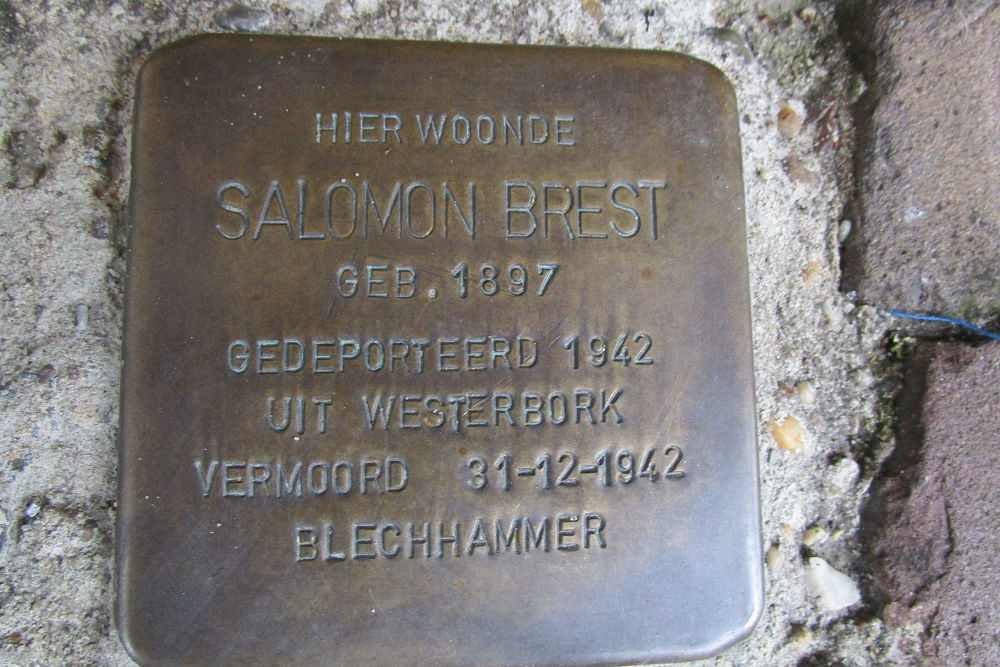 HIER WOONDE
SALOMON BREST
GEB. 1897
GEDEPORTEERD 1942
UIT WESTERBORK
VERMOORD 31-12-1942
BLECHHAMMER